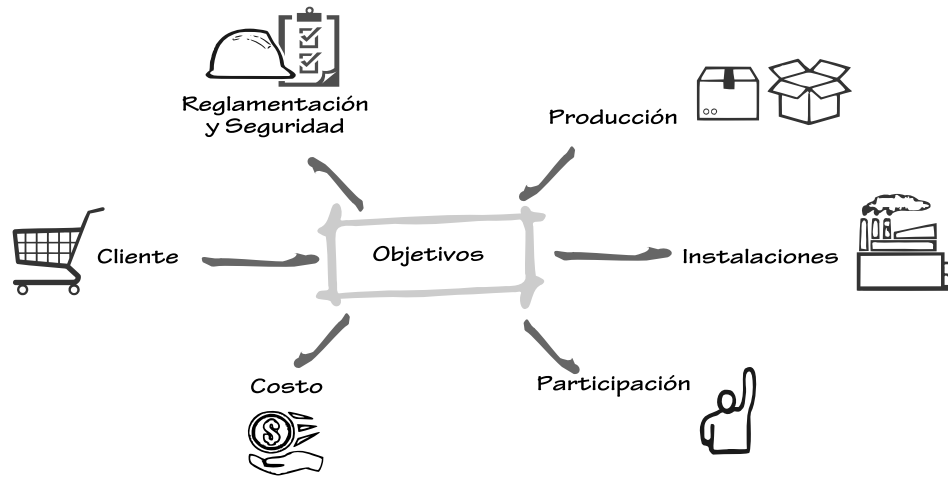 Reglamentación
y Seguridad
Producción
Cliente
Objetivos
Instalaciones
Costo
Participación
$